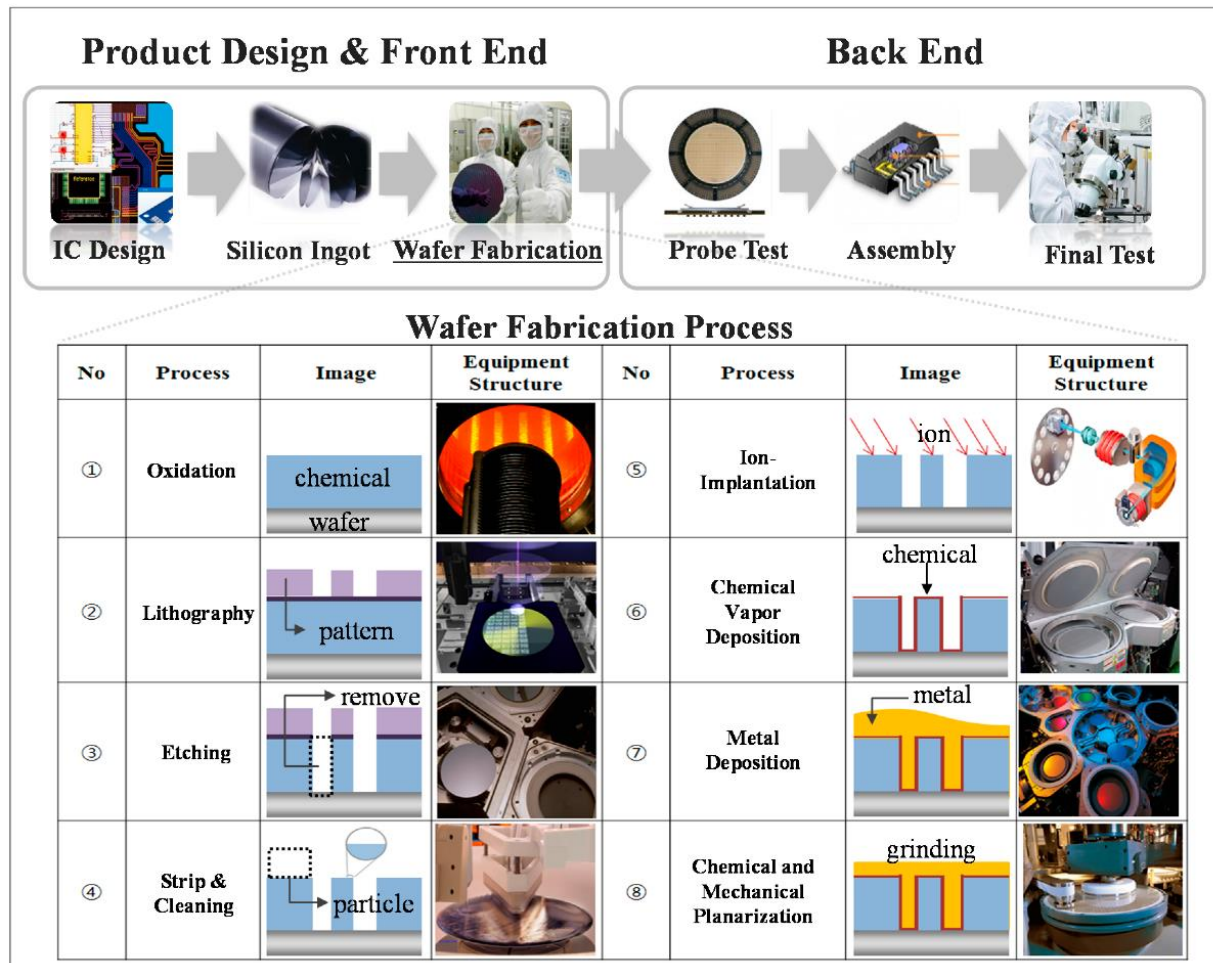 Product Design & Front End
Back End
Reference
IC Design
Silicon Ingot
Wafer Fabrication
Probe Test
Assembly
Final Test
Wafer Fabrication Process
No
Process
Image
Equipment
Structure
No
Process
Image
Equipment
Structure
①
Oxidation
chemical
wafer
⑤
Ion-
Implantation
ion
②
Lithography
pattern
⑥
Chemical
Vapor
Deposition
chemical
③
Etching
remove
⑦
Metal
Deposition
metal
④
Strip &
Cleaning
particle
⑧
Chemical and
Mechanical
Planarization
grinding